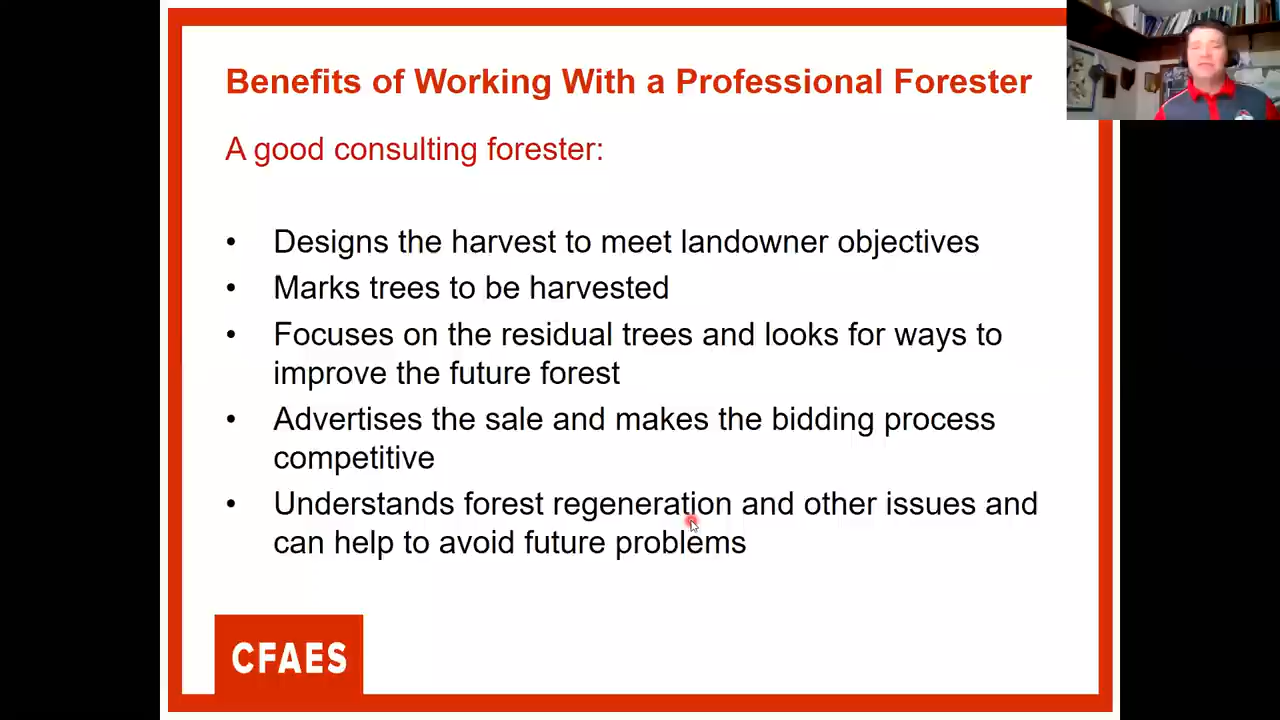 Benefits of Working With a Professional Forester
A good consulting forester:
• Designs the harvest to meet landowner objectives
• Marks trees to be harvested
• Focuses on the residual trees and looks for ways to
improve the future forest
• Advertises the sale and makes the bidding process
competitive
• Understands forest regeneration and other issues and
can help to avoid future problems
CFAES